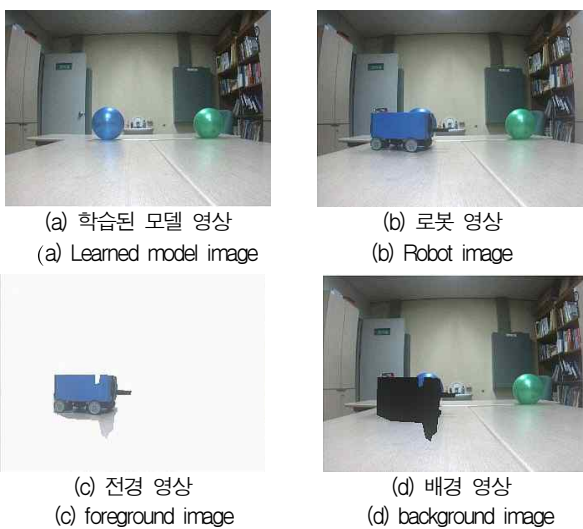 (a) 학습된 모델 영상
(b) 로봇 영상
(a) Learned model image
(b) Robot image
(c) 전경 영상
(d) 배경 영상
(c) foreground image
(d) background image